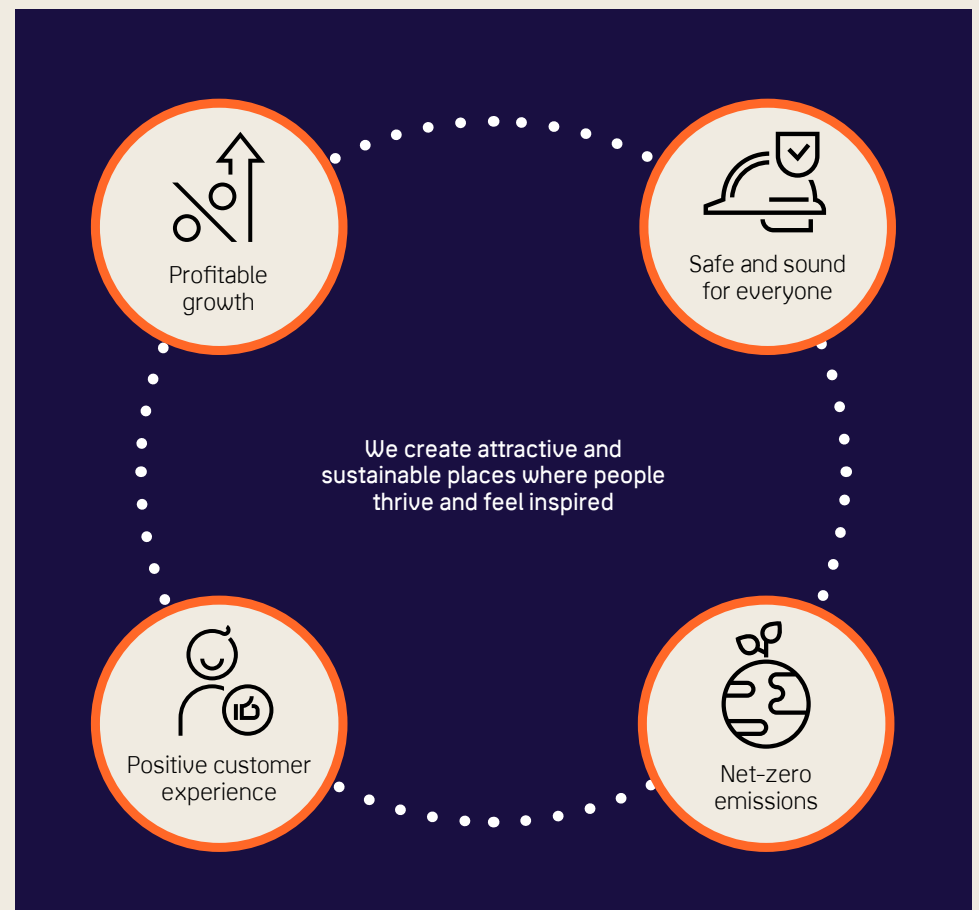 Profitable
growth
Safe and sound
for everyone
We create attractive and
sustainable places where people
thrive and feel inspired
Positive customer
experience
Net-zero
emissions